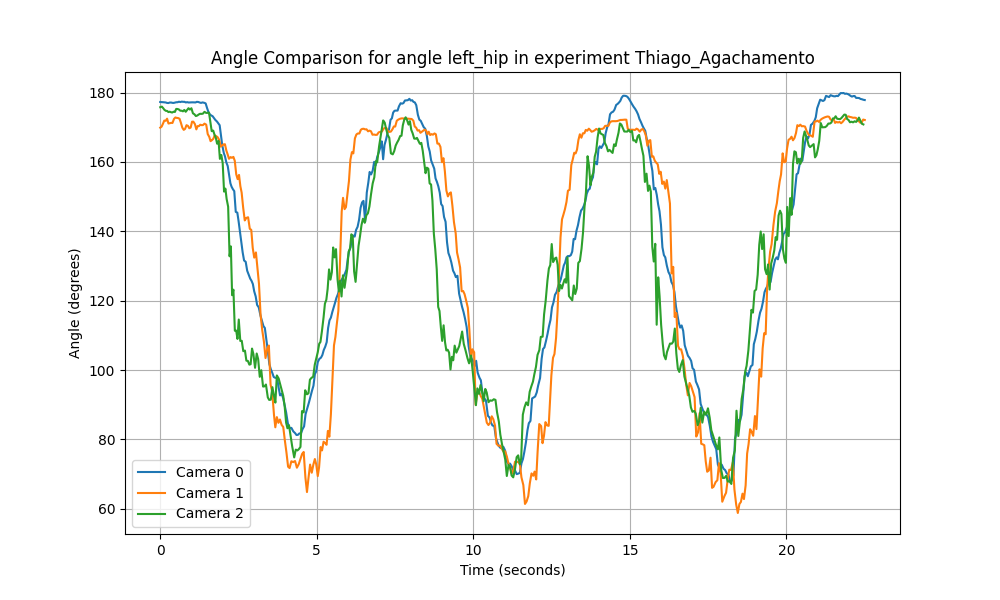 Angle Comparison for angle left_hip in experiment Thiago_Agachamento
Angle (degrees)
180
160
140
120
100
80
60
Camera 0
Camera 1
Camera 2
0 5 10 15 20
Time (seconds)